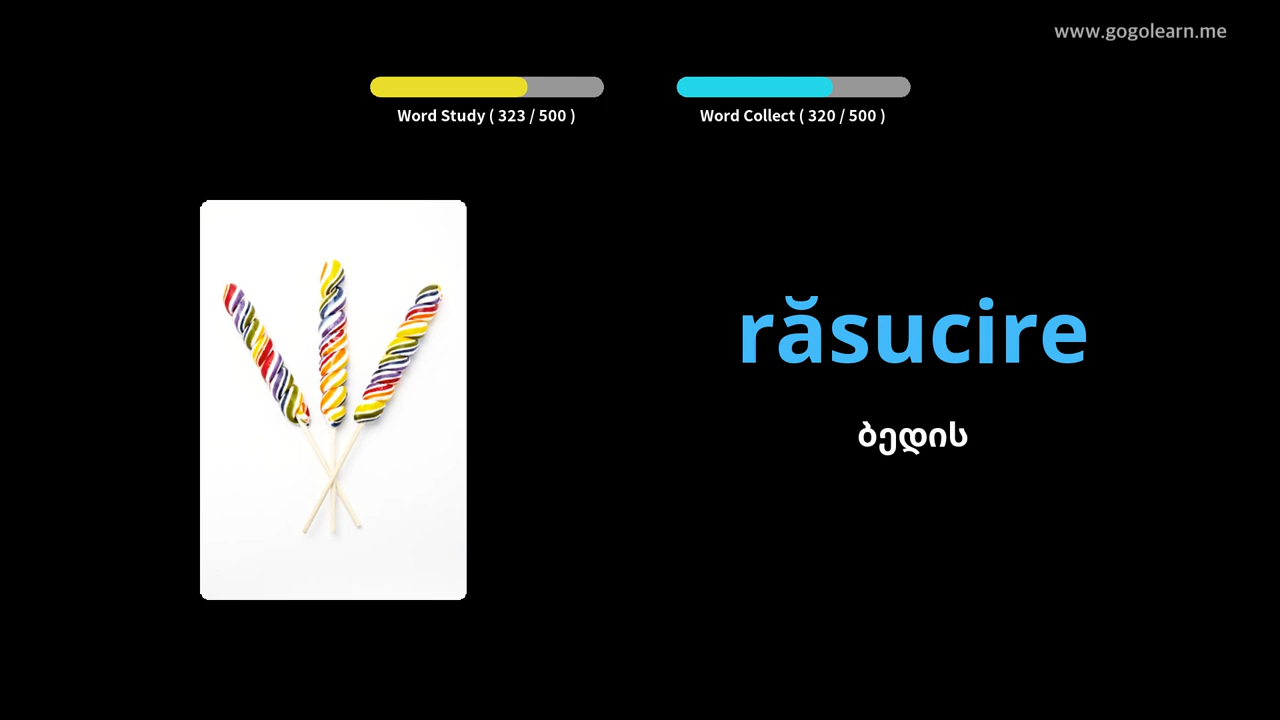 www.gogolearn.me
Word Study ( 323 / 500 )
Word Collect ( 320 / 500 )
răsucire
ბედის